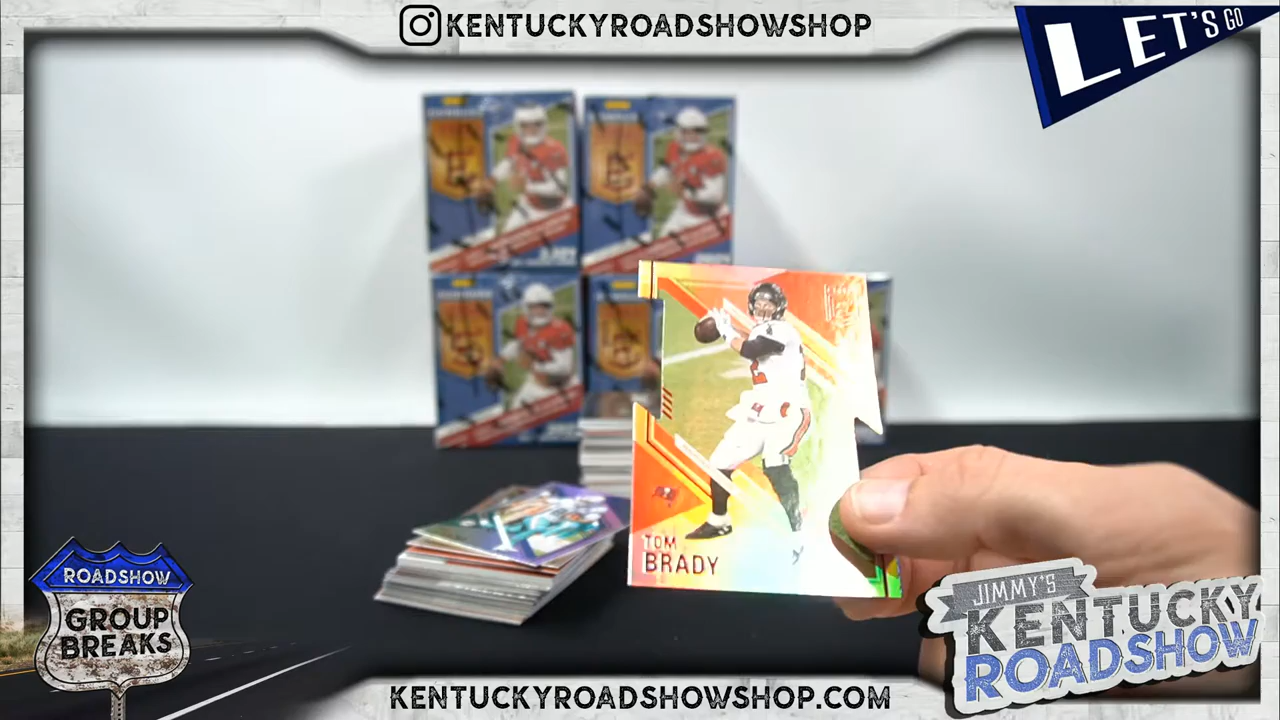 KENTUCKYROADSHOWSHOP
LET'S GO
TOM
BRADY
ROADSHOW
GROUP
BREAKS
JIMMY'S
KENTUCKY
ROADSHOW
KENTUCKYROADSHOWSHOP.COM